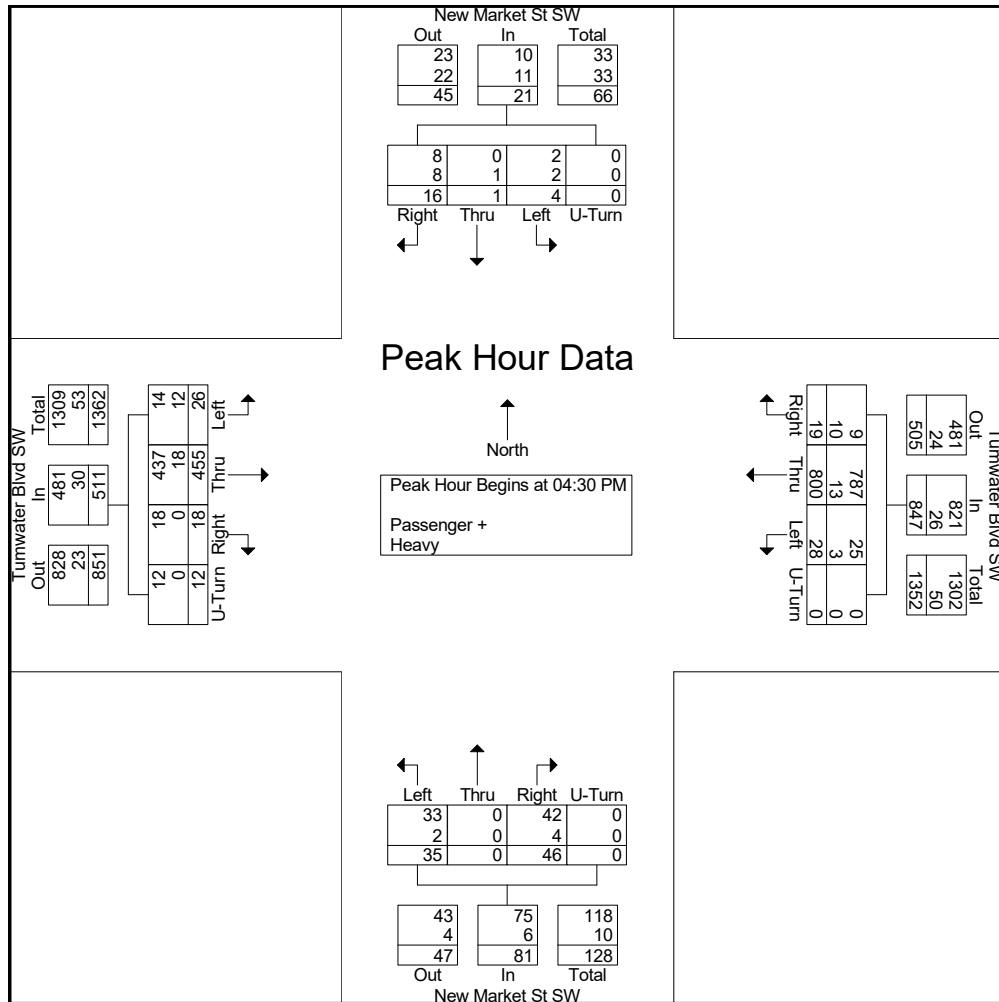 New Market St SW
Out In Total
23 10 33
22 11 33
45 21 66
8 0 2 0
8 1 2 0
16 1 4 0
Right Thru Left U-Turn
Peak Hour Data
North
Peak Hour Begins at 04:30 PM
Passenger +
Heavy
Tumwater Blvd SW
Out In Total
828 481 1309
23 30 53
851 511 1362
U-Turn Right Thru Left
12 18 437 14
0 0 18 12
12 18 455 26
Tumwater Blvd SW
Out In Total
481 821 1302
24 26 50
505 847 1352
9 787 25 0
10 13 3 0
19 800 28 0
Right Thru Left U-Turn
Left Thru Right U-Turn
33 0 42 0
2 0 4 0
35 0 46 0
43 75 118
4 6 10
47 81 128
Out In Total
New Market St SW